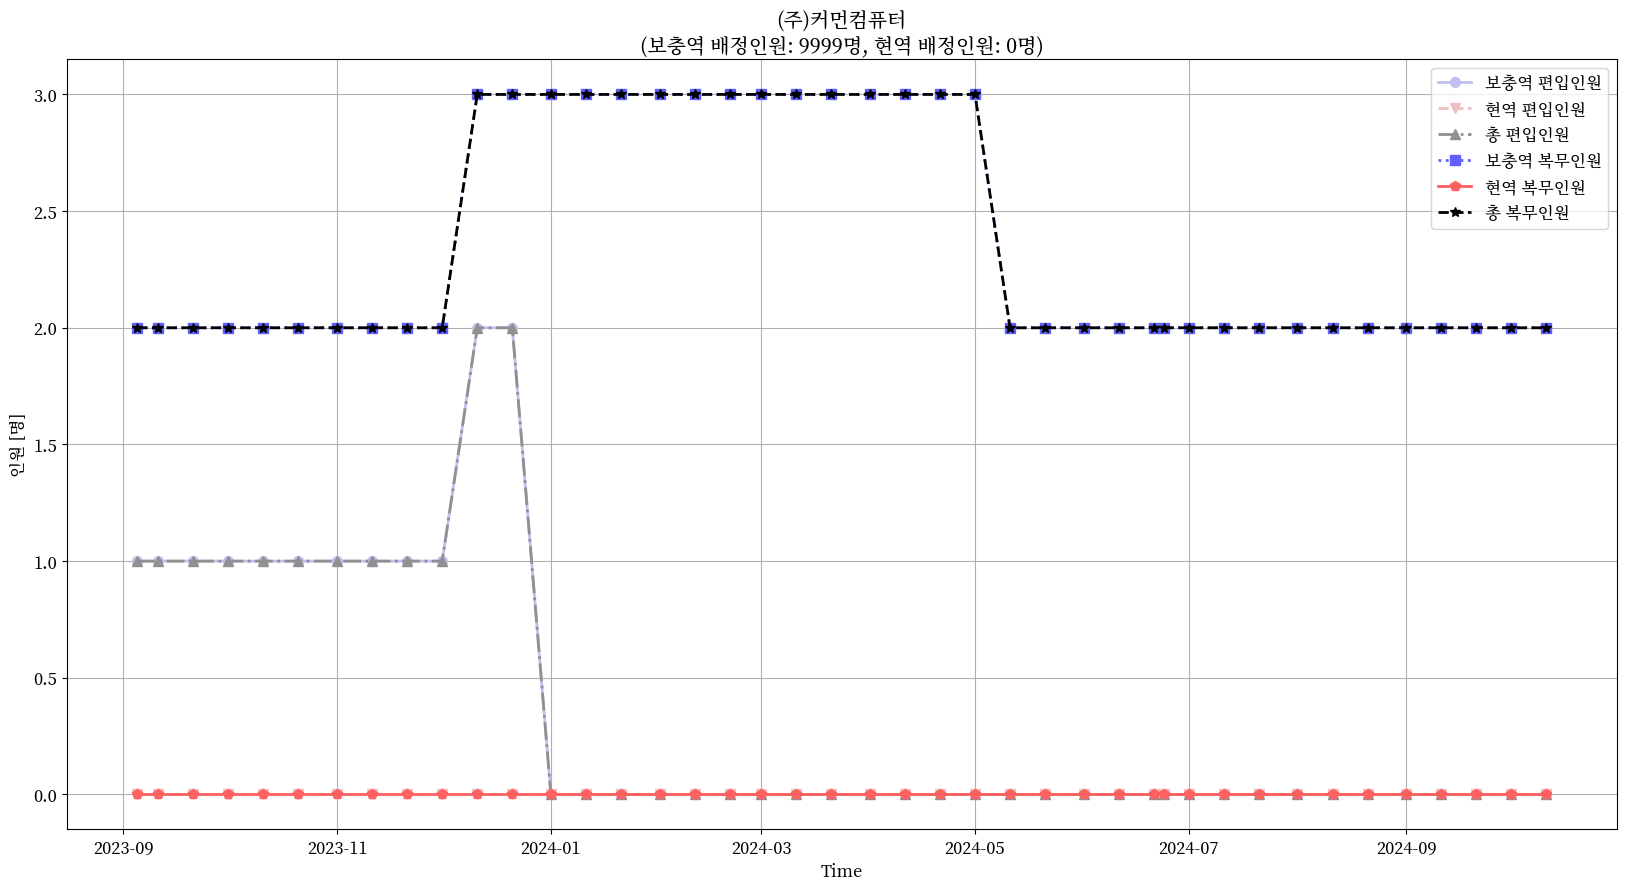 (주)커먼컴퓨터
(보충역 배정인원: 9999명, 현역 배정인원: 0명)
보충역 편입인원
현역 편입인원
총 편입인원
보충역 복무인원
현역 복무인원
총 복무인원
인원 [명]
3.0
2.5
2.0
1.5
1.0
0.5
0.0
2023-09 2023-11 2024-01 2024-03 2024-05 2024-07 2024-09
Time